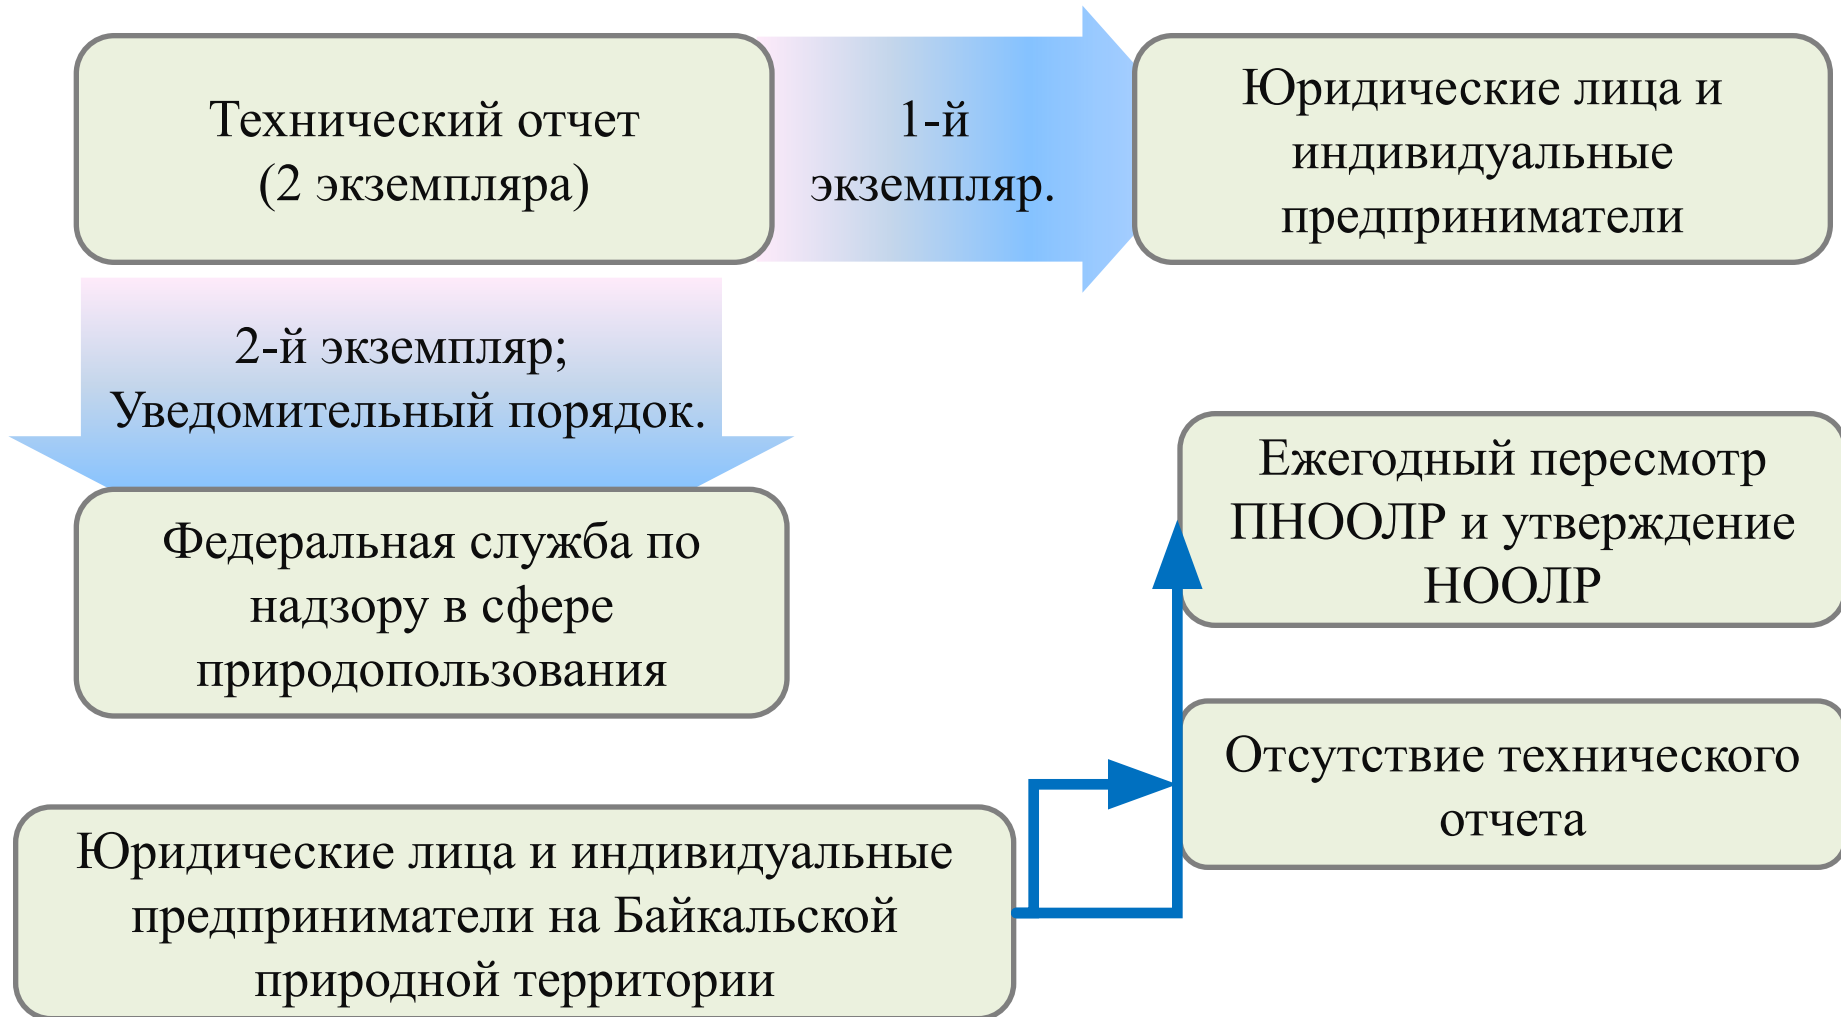 Технический отчет
(2 экземпляра)
1-й
экземпляр.
Юридические лица и
индивидуальные
предприниматели
2-й экземпляр;
Уведомительный порядок.
Федеральная служба по
надзору в сфере
природопользования
Ежегодный пересмотр
ПНООЛР и утверждение
НООЛР
Отсутствие технического
отчета
Юридические лица и индивидуальные
предприниматели на Байкальской
природной территории